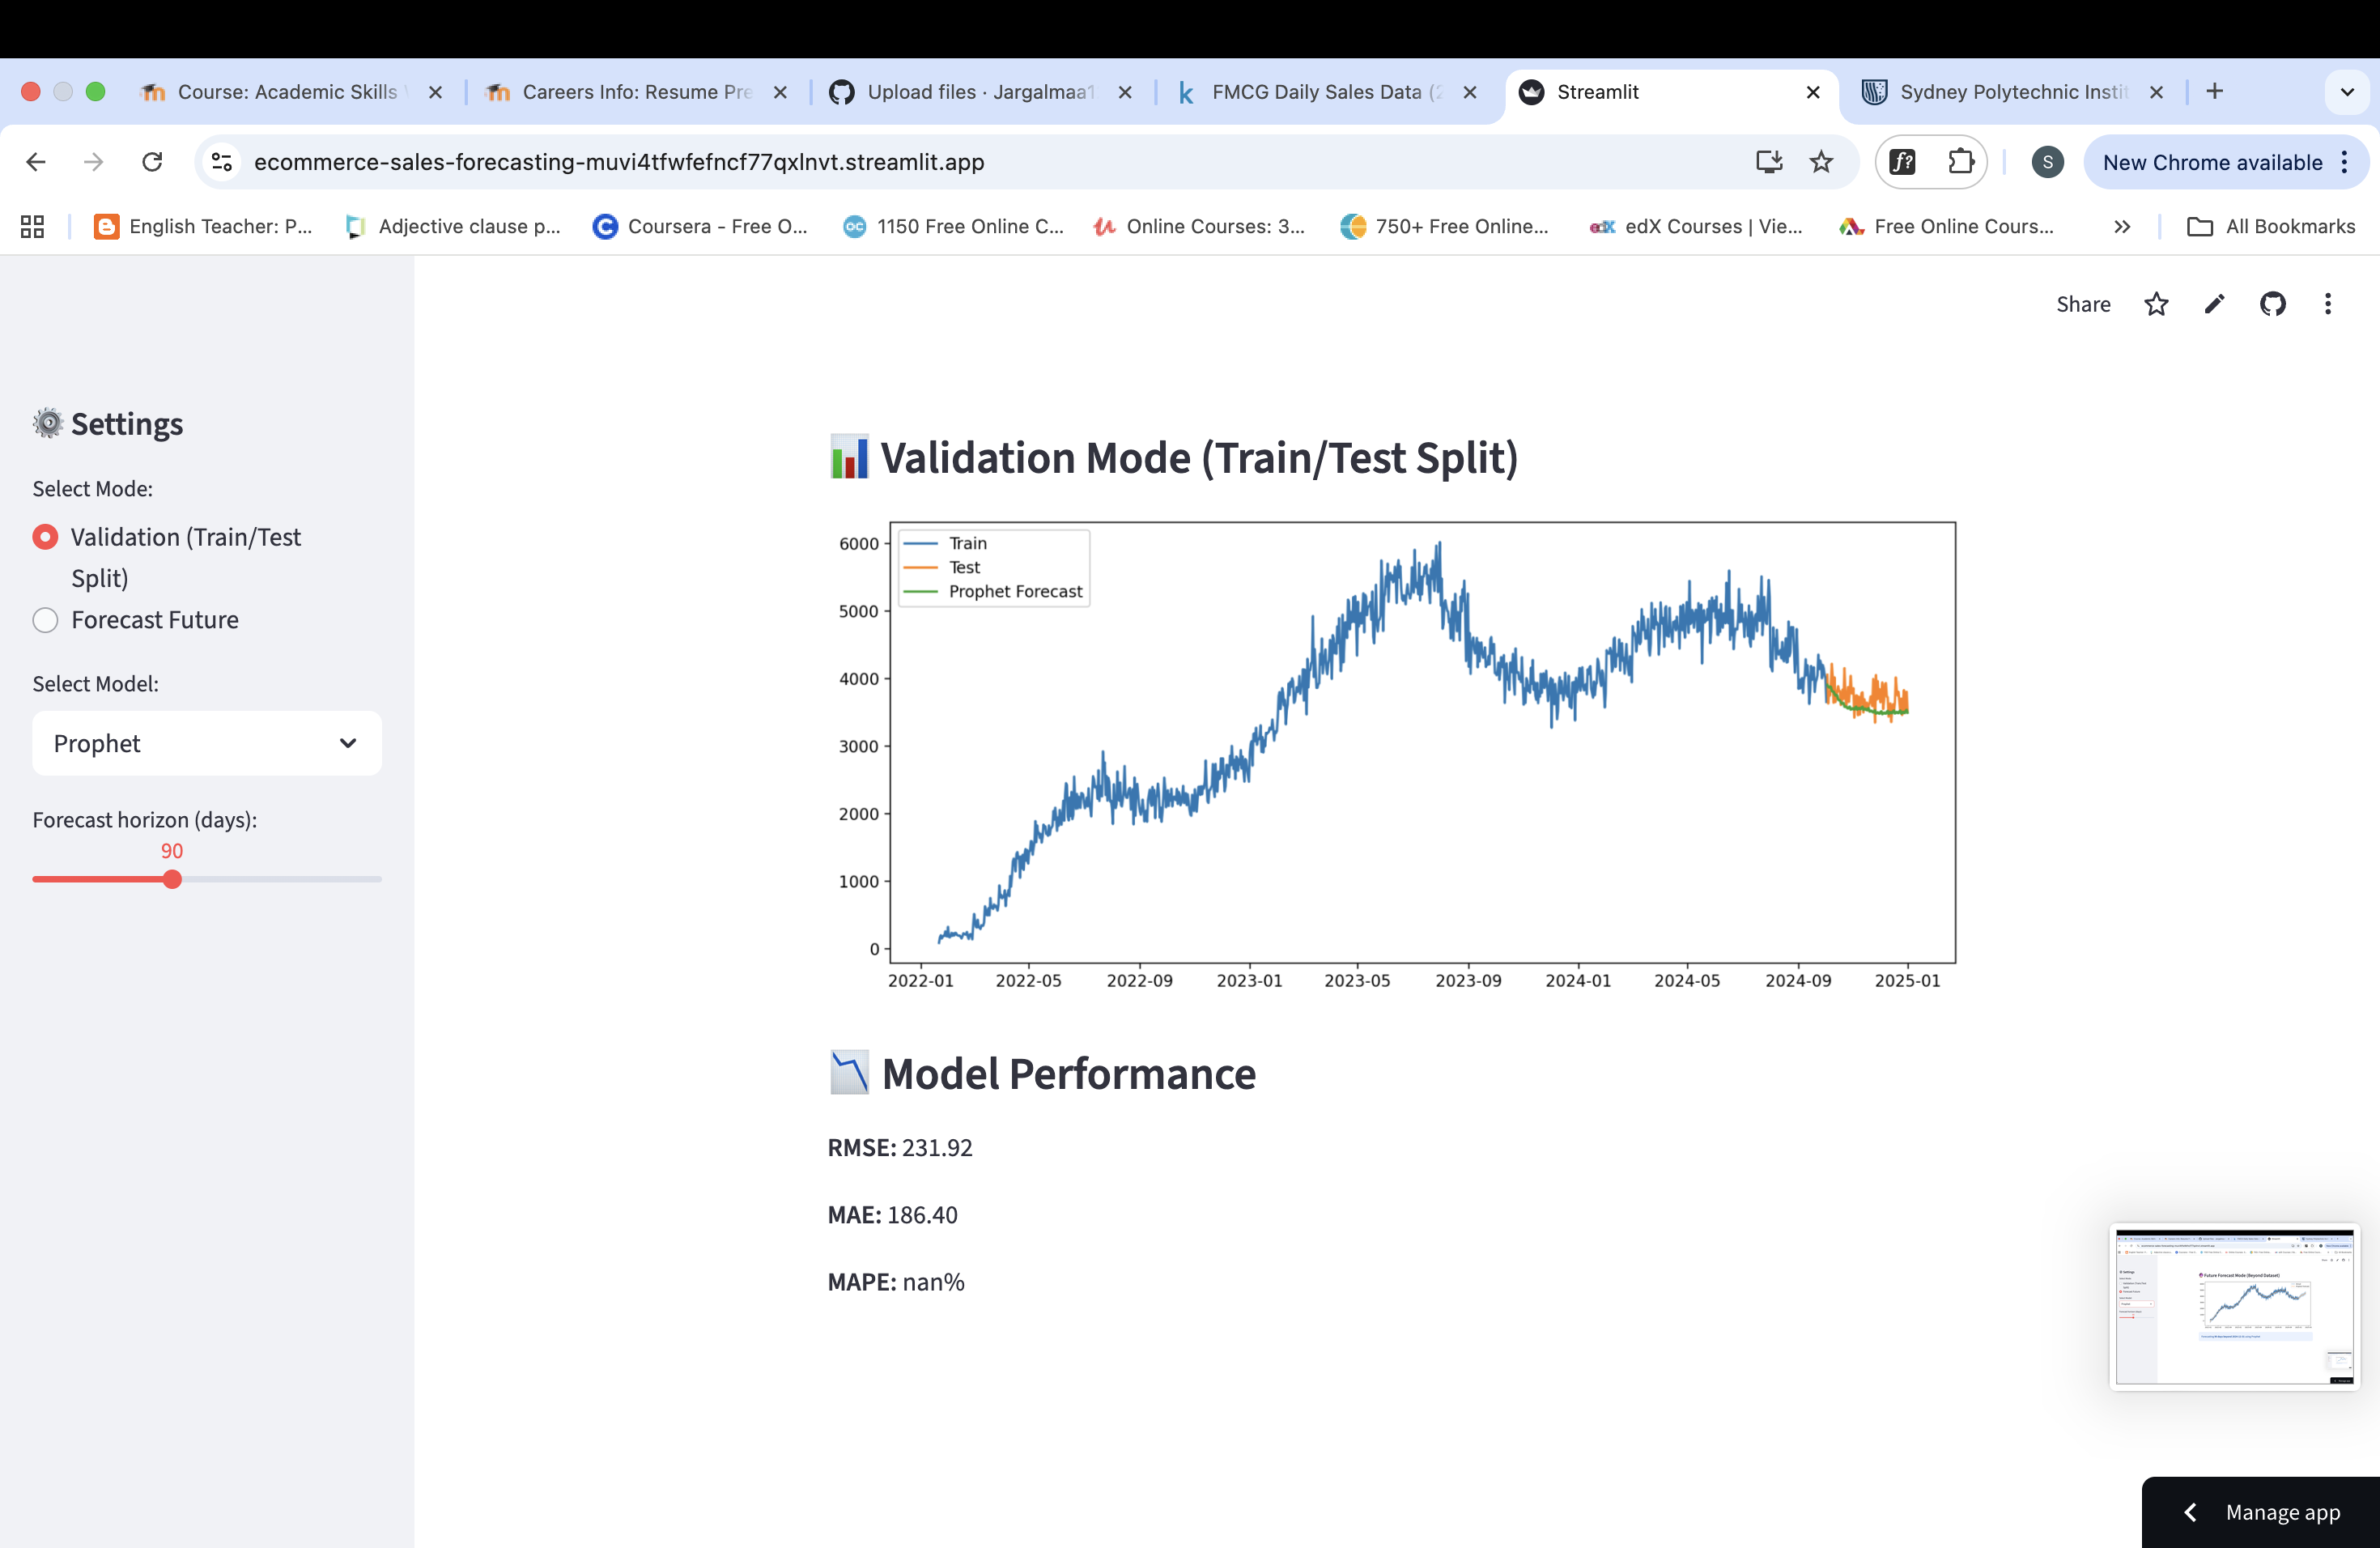 Course: Academic Skills
Careers Info: Resume Pre
Upload files · Jargalmaa1
FMCG Daily Sales Data (2
Streamlit
Sydney Polytechnic Instit
ecommerce-sales-forecasting-muvi4tfwfefncf77qxlnvt.streamlit.app
S
New Chrome available
English Teacher: P...
Adjective clause p...
Coursera - Free O...
1150 Free Online C...
Online Courses: 3...
750+ Free Online...
edX Courses | Vie...
Free Online Cours...
All Bookmarks
Share
Settings
Select Mode:
Validation (Train/Test
Split)
Forecast Future
Select Model:
Prophet
Forecast horizon (days):
90
Validation Mode (Train/Test Split)
Train
Test
Prophet Forecast
6000
5000
4000
3000
2000
1000
0
2022-01 2022-05 2022-09 2023-01 2023-05 2023-09 2024-01 2024-05 2024-09 2025-01
Model Performance
RMSE: 231.92
MAE: 186.40
MAPE: nan%
Future Forecast Mode (Beyond Dataset)
Manage app